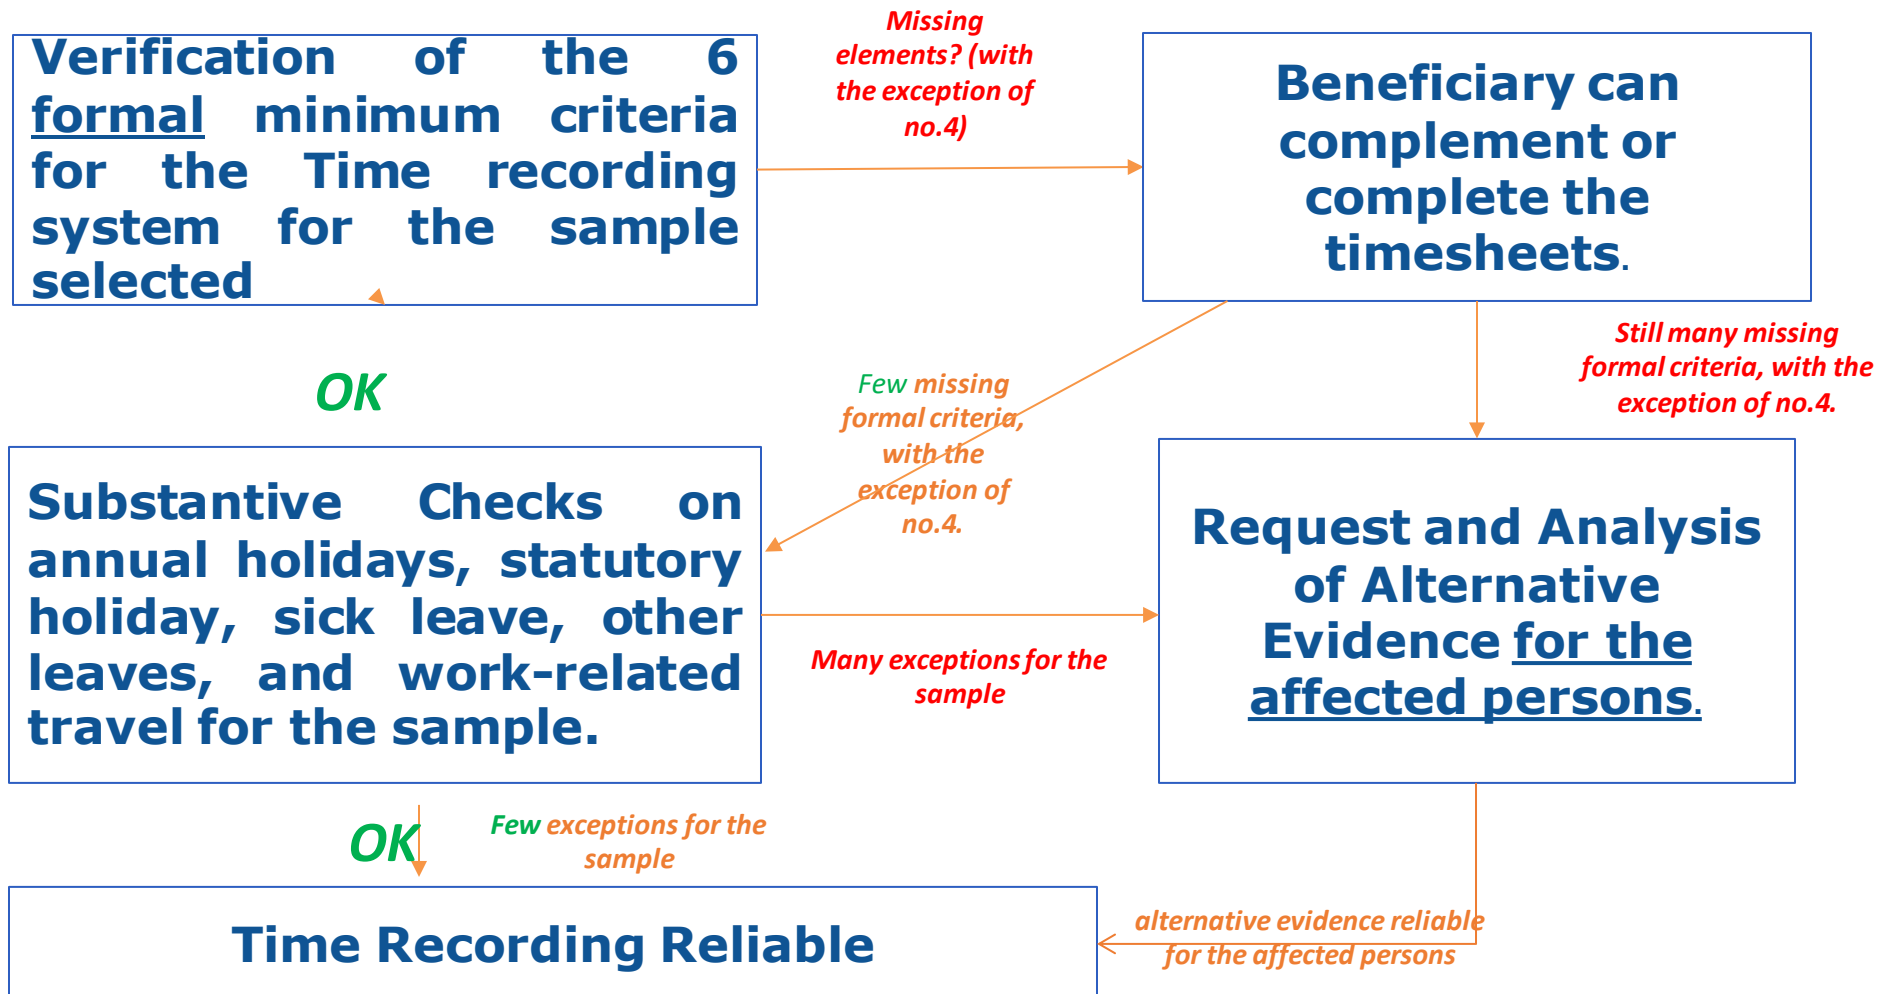 Verification of the 6
formal minimum criteria
for the Time recording
system for the sample
selected
Missing
elements? (with
the exception of
no.4)
Beneficiary can
complement or
complete the
timesheets.
OK
Few missing
formal criteria,
with the
exception of
no.4.
Still many missing
formal criteria, with the
exception of no.4.
Substantive Checks on
annual holidays, statutory
holiday, sick leave, other
leaves, and work-related
travel for the sample.
Many exceptions for the
sample
Request and Analysis
of Alternative
Evidence for the
affected persons.
OK
Few exceptions for the
sample
Time Recording Reliable
alternative evidence reliable
for the affected persons